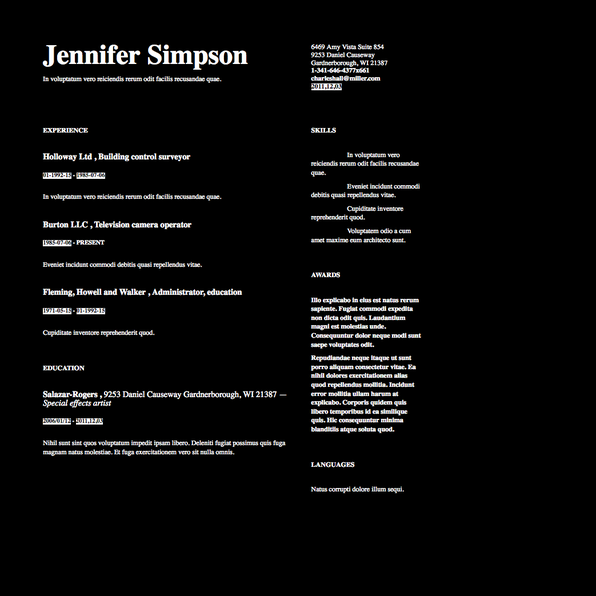 Jennifer Simpson
In voluptatum vero reiciendis rerum odit facilis recusandae quae.
6469 Amy Vista Suite 854
9253 Daniel Causeway
Gardnerborough, WI 21387
1-341-646-4377x661
charleshall@miller.com
2011.12.03
EXPERIENCE
Holloway Ltd , Building control surveyor
01-1992-15 - 1985-07-06
In voluptatum vero reiciendis rerum odit facilis recusandae quae.
Burton LLC , Television camera operator
1985-07-06 - PRESENT
Eveniet incidunt commodi debitis quasi repellendus vitae.
Fleming, Howell and Walker , Administrator, education
1971-05-13 - 01-1992-15
Cupiditate inventore reprehenderit quod.
EDUCATION
Salazar-Rogers , 9253 Daniel Causeway Gardnerborough, WI 21387 —
Special effects artist
2006/03/12 - 2011.12.03
Nihil sunt sint quos voluptatum impedit ipsam libero. Deleniti fugiat possimus quis fuga
magnam natus molestiae. Et fuga exercitationem vero sit nulla omnis.
SKILLS
In voluptatum vero
reiciendis rerum odit facilis recusandae
quae.
Eveniet incidunt commodi
debitis quasi repellendus vitae.
Cupiditate inventore
reprehenderit quod.
Voluptatem odio a cum
amet maxime eum architecto sunt.
AWARDS
Illo explicabo in eius est natus rerum
sapiente. Fugiat commodi expedita
non dicta odit quis. Laudantium
magni est molestias unde.
Consequuntur dolor neque modi sunt
saepe voluptates odit.
Repudiandae neque itaque ut sunt
porro aliquam consectetur vitae. Ea
nihil dolores exercitationem alias
quod repellendus mollitia. Incidunt
error mollitia ullam harum at
explicabo. Corporis quidem quis
libero temporibus id ea similique
quis. Hic consequuntur minima
blanditiis atque soluta quod.
LANGUAGES
Natus corrupti dolore illum sequi.